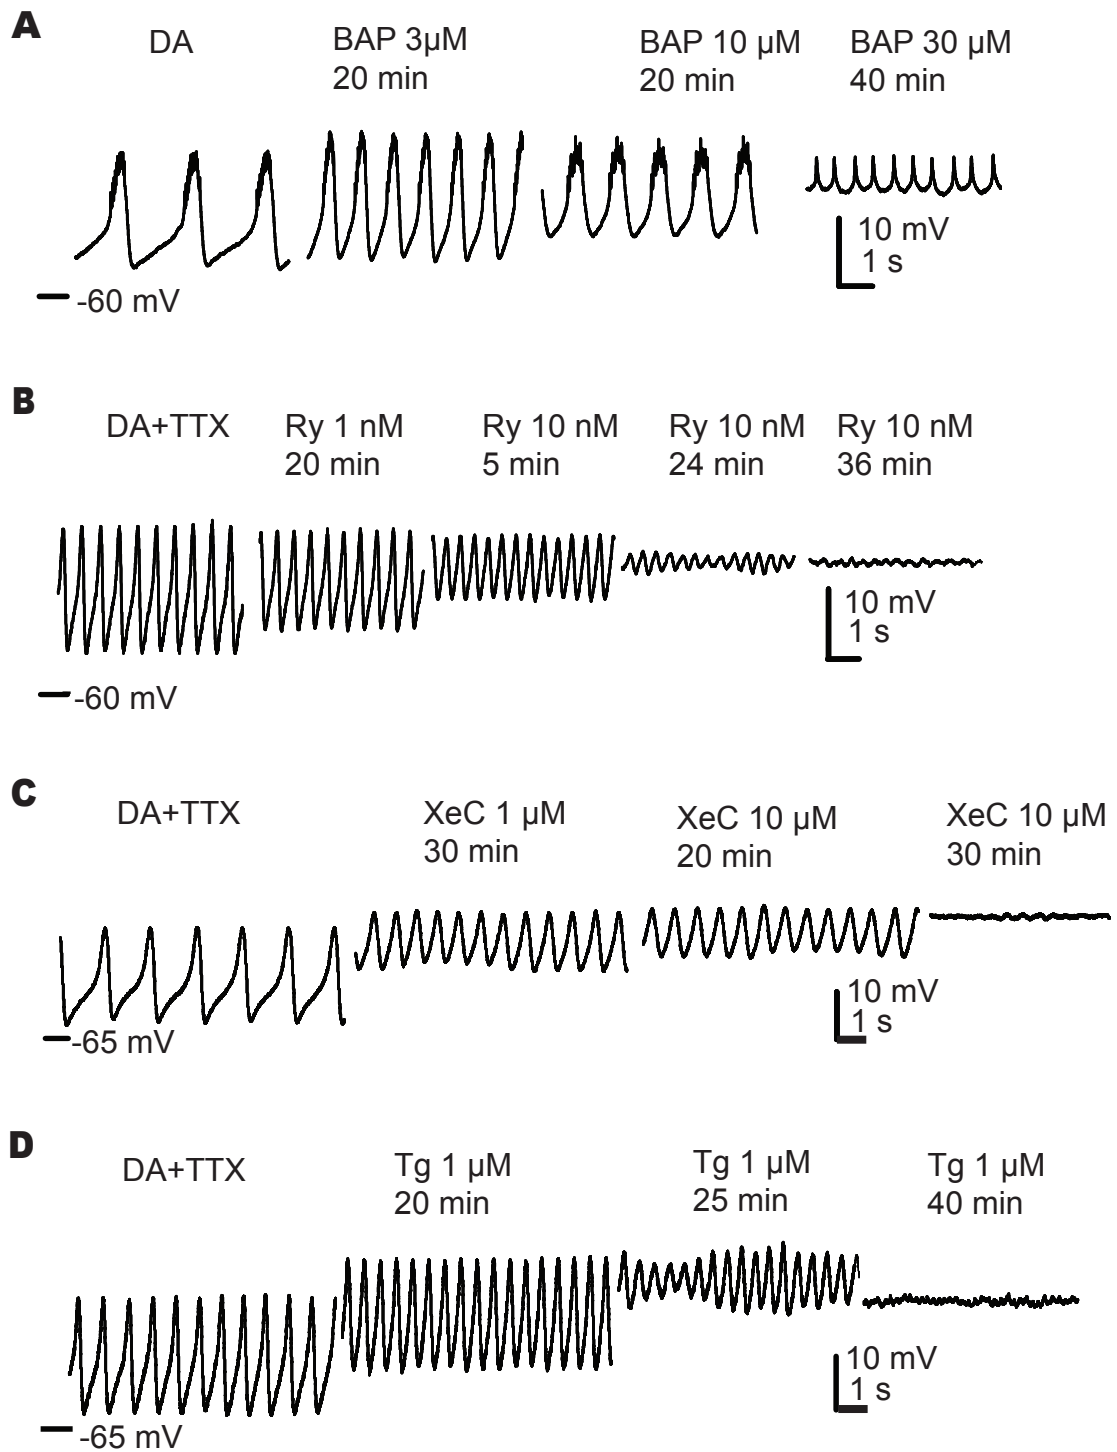 A
DA
BAP 3µM
20 min
BAP 10 µM
20 min
BAP 30 µM
40 min
10 mV
1 s
-60 mV
B
DA+TTX
Ry 1 nM
20 min
Ry 10 nM
5 min
Ry 10 nM
24 min
Ry 10 nM
36 min
10 mV
1 s
-60 mV
C
DA+TTX
XeC 1 µM
30 min
XeC 10 µM
20 min
XeC 10 µM
30 min
10 mV
1 s
-65 mV
D
DA+TTX
Tg 1 µM
20 min
Tg 1 µM
25 min
Tg 1 µM
40 min
10 mV
1 s
-65 mV